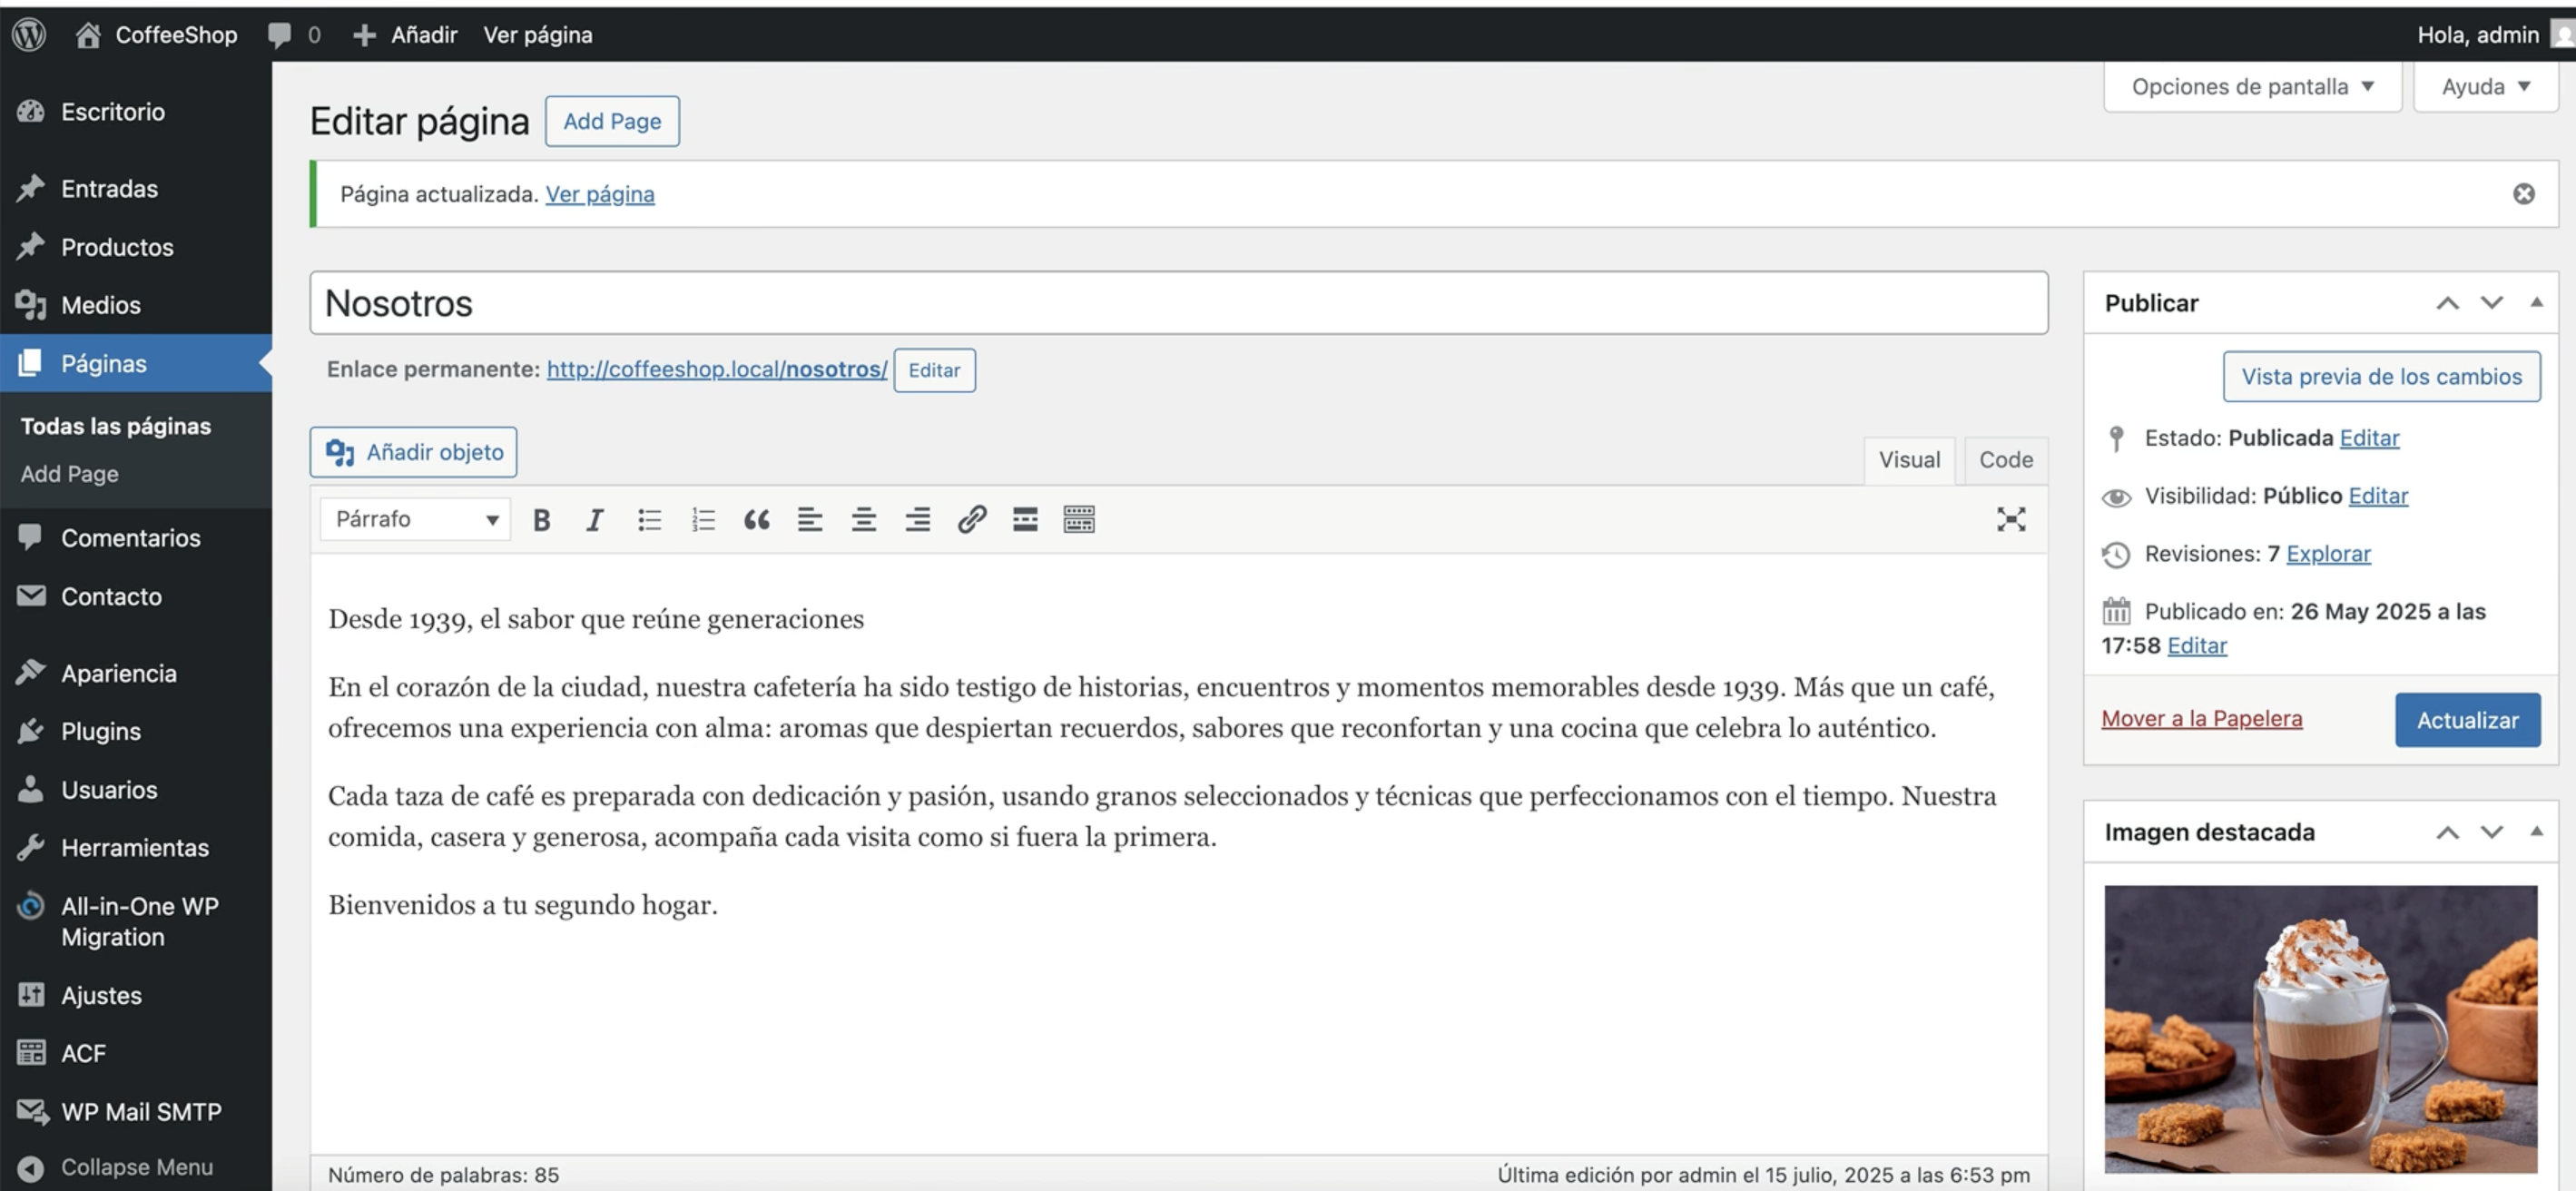 CoffeeShop 0 Añadir Ver página Hola, admin
Opciones de pantalla Ayuda
Escritorio
Entradas
Productos
Medios
Páginas
Todas las páginas
Add Page
Comentarios
Contacto
Apariencia
Plugins
Usuarios
Herramientas
All-in-One WP
Migration
Ajustes
ACF
WP Mail SMTP
Collapse Menu
Editar página Add Page
Página actualizada. Ver página
Nosotros
Enlace permanente: http://coffeeshop.local/nosotros/ Editar
Añadir objeto
Visual Code
Párrafo
Desde 1939, el sabor que reúne generaciones
En el corazón de la ciudad, nuestra cafetería ha sido testigo de historias, encuentros y momentos memorables desde 1939. Más que un café,
ofrecemos una experiencia con alma: aromas que despiertan recuerdos, sabores que reconfortan y una cocina que celebra lo auténtico.
Cada taza de café es preparada con dedicación y pasión, usando granos seleccionados y técnicas que perfeccionamos con el tiempo. Nuestra
comida, casera y generosa, acompaña cada visita como si fuera la primera.
Bienvenidos a tu segundo hogar.
Número de palabras: 85
Última edición por admin el 15 julio, 2025 a las 6:53 pm
Publicar
Vista previa de los cambios
Estado: Publicada Editar
Visibilidad: Público Editar
Revisiones: 7 Explorar
Publicado en: 26 May 2025 a las
17:58 Editar
Mover a la Papelera Actualizar
Imagen destacada